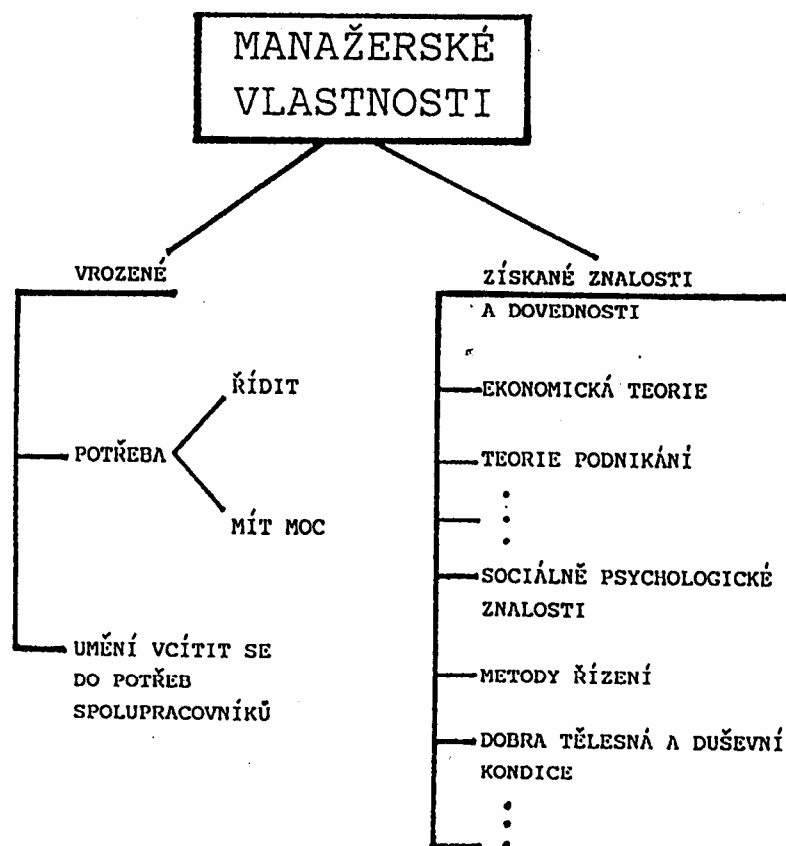 MANAŽERSKÉ
VLASTNOSTI
VROZENÉ
POTŘEBA
ŘÍDIT
MÍT MOC
UMĚNÍ VCÍTIT SE
DO POTŘEB
SPOLUPRACOVNÍKŮ
ZÍSKANÉ ZNALOSTI
A DOVEDNOSTI
EKONOMICKÁ TEORIE
TEORIE PODNIKÁNÍ
SOCIÁLNĚ PSYCHOLOGICKÉ
ZNALOSTI
METODY ŘÍZENÍ
DOBRA TĚLESNÁ A DUŠEVNÍ
KONDICE